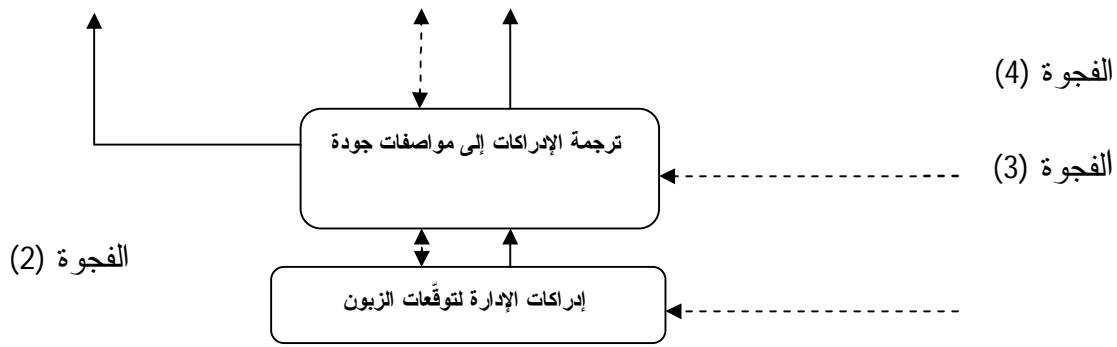 الفجوة (4)
ترجمة الإدراكات إلى مواصفات جودة
الفجوة (3)
الفجوة (2)
إدراكات الإدارة لتوقّعات الزبون